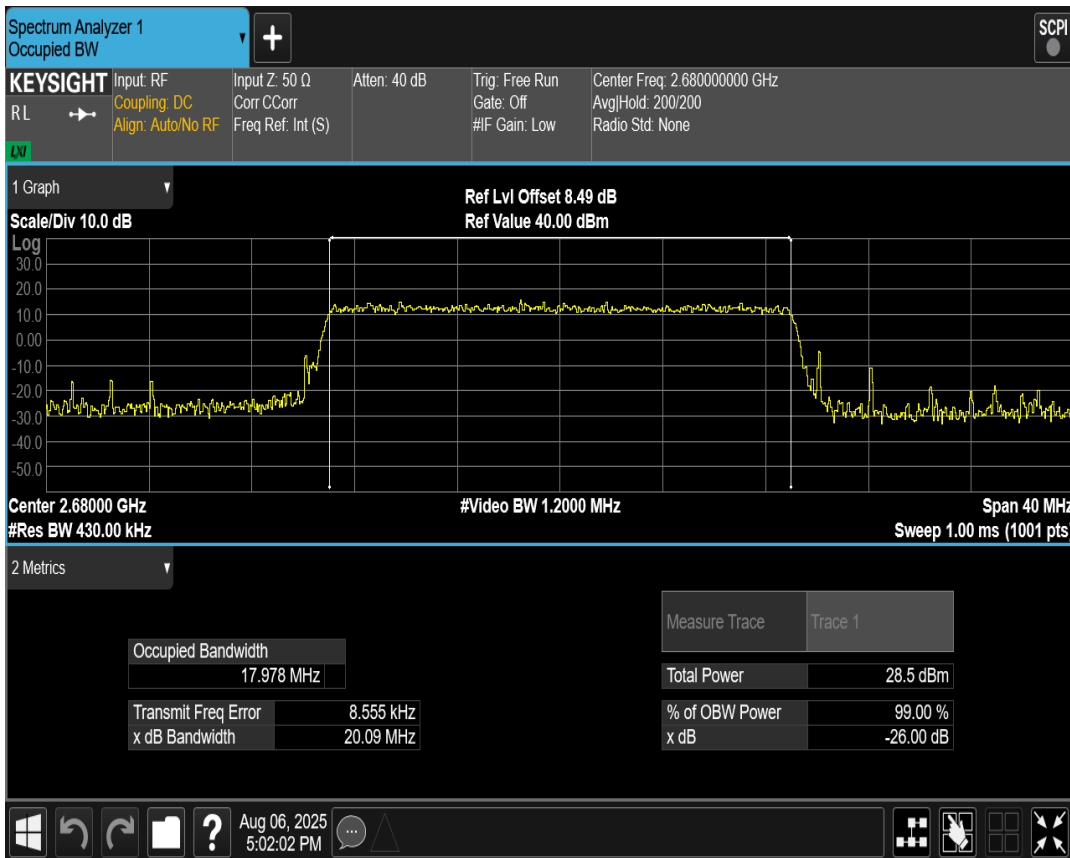 Spectrum Analyzer 1
Occupied BW
+
SCPI
KEYSIGHT
RL
LXI
Input: RF
Coupling: DC
Align: Auto/No RF
Input Z: 50 Ω
Corr CCorr
Freq Ref: Int (S)
Atten: 40 dB
Trig: Free Run
Gate: Off
#IF Gain: Low
Center Freq: 2.680000000 GHz
Avg|Hold: 200/200
Radio Std: None
1 Graph
Ref Lvl Offset 8.49 dB
Scale/Div 10.0 dB
Ref Value 40.00 dBm
Log
30.0
20.0
10.0
0.00
-10.0
-20.0
-30.0
-40.0
-50.0
Center 2.68000 GHz
#Video BW 1.2000 MHz
Span 40 MHz
#Res BW 430.00 kHz
Sweep 1.00 ms (1001 pts)
2 Metrics
Measure Trace Trace 1
Occupied Bandwidth
17.978 MHz
Total Power 28.5 dBm
Transmit Freq Error 8.555 kHz
% of OBW Power 99.00 %
x dB Bandwidth 20.09 MHz
x dB -26.00 dB
?
Aug 06, 2025
5:02:02 PM